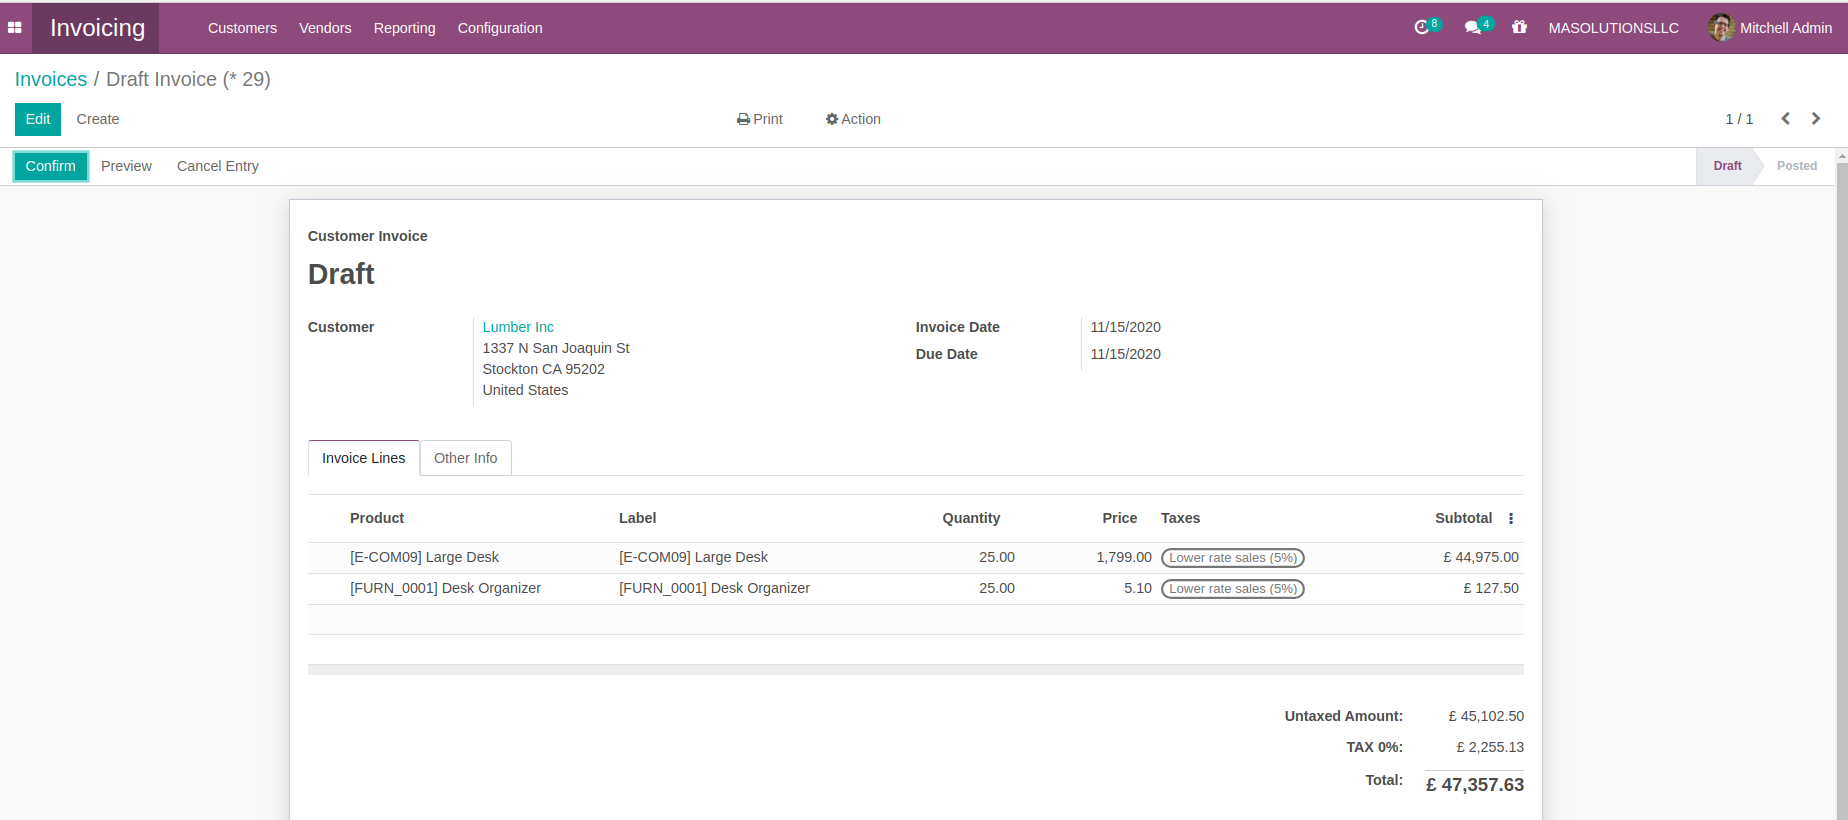 Invoicing Customers Vendors Reporting Configuration 8 4 MASOLUTIONSLLC Mitchell Admin
Invoices / Draft Invoice (* 29)
Edit Create Print Action 1 / 1
Confirm Preview Cancel Entry Draft Posted
Customer Invoice
Draft
Customer Lumber Inc Invoice Date 11/15/2020
1337 N San Joaquin St Due Date 11/15/2020
Stockton CA 95202
United States
Invoice Lines Other Info
Product Label Quantity Price Taxes Subtotal
[E-COM09] Large Desk [E-COM09] Large Desk 25.00 1,799.00 Lower rate sales (5%) £ 44,975.00
[FURN_0001] Desk Organizer [FURN_0001] Desk Organizer 25.00 5.10 Lower rate sales (5%) £ 127.50
Untaxed Amount: £ 45,102.50
TAX 0%: £ 2,255.13
Total: £ 47,357.63